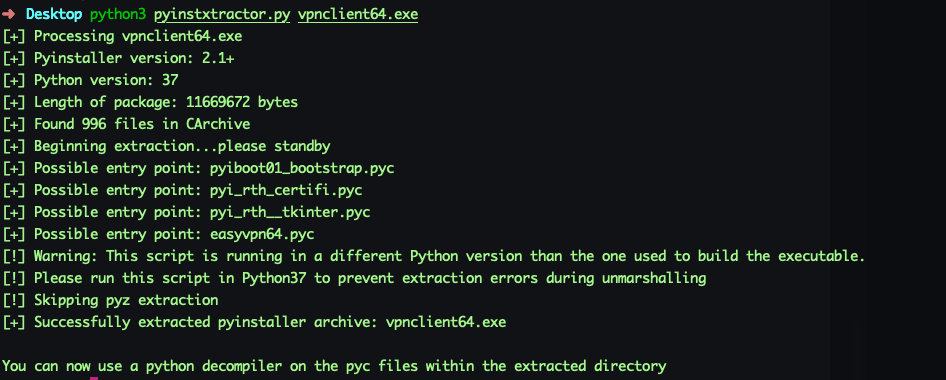 ➜ Desktop python3 pyinstxtractor.py vpnclient64.exe
[+] Processing vpnclient64.exe
[+] Pyinstaller version: 2.1+
[+] Python version: 37
[+] Length of package: 11669672 bytes
[+] Found 996 files in CArchive
[+] Beginning extraction...please standby
[+] Possible entry point: pyiboot01_bootstrap.pyc
[+] Possible entry point: pyi_rth_certifi.pyc
[+] Possible entry point: pyi_rth__tkinter.pyc
[+] Possible entry point: easyvpn64.pyc
[!] Warning: This script is running in a different Python version than the one used to build the executable.
[!] Please run this script in Python37 to prevent extraction errors during unmarshalling
[!] Skipping pyz extraction
[+] Successfully extracted pyinstaller archive: vpnclient64.exe
You can now use a python decompiler on the pyc files within the extracted directory